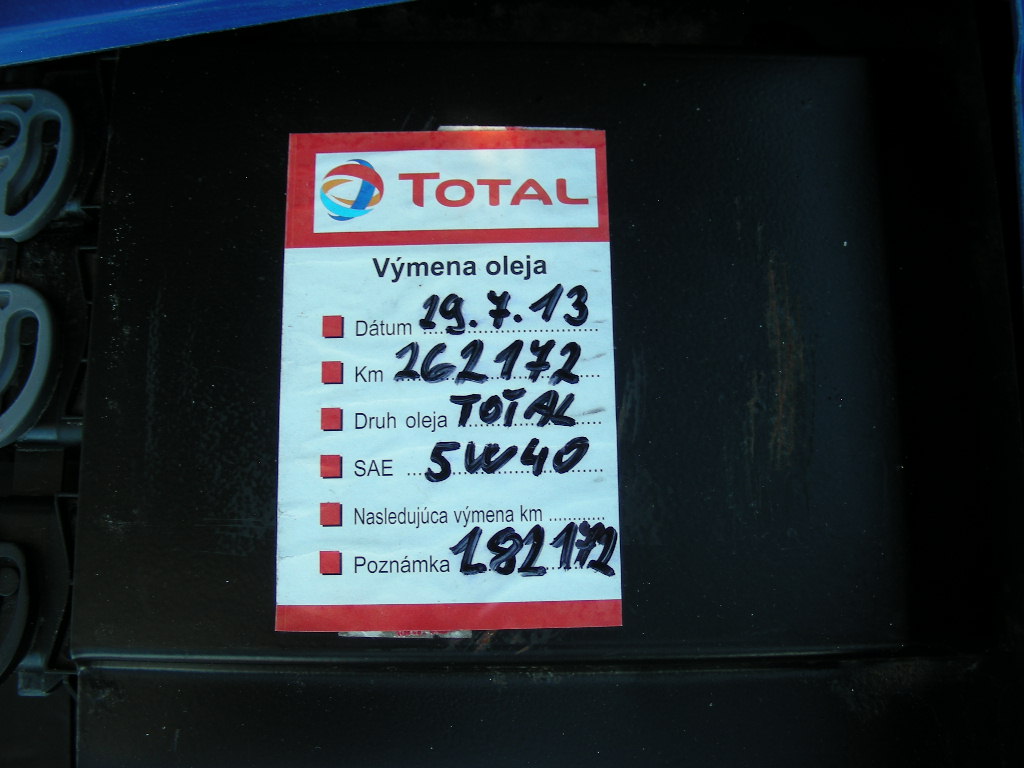 TOTAL
Výmena oleja
Dátum 19.7.13
Km 262172
Druh oleja TOTAL
SAE 5W40
Nasledujúca výmena km
Poznámka 282172